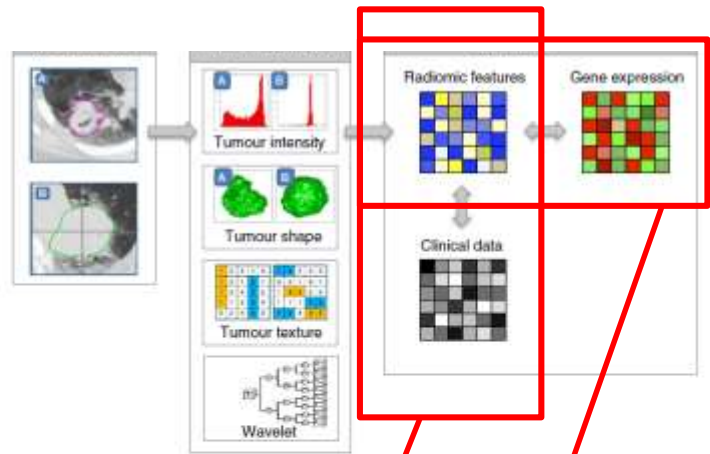 A
B
A
B
Tumour intensity
A
B
Tumour shape
Tumour texture
Wavelet
Radiomic features
Gene expression
Clinical data